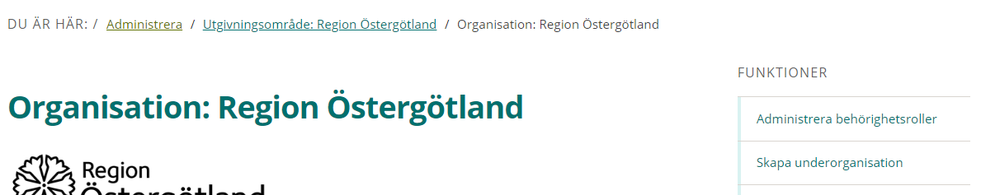 DU ÄR HÄR: / Administrera / Utgivningsområde: Region Östergötland / Organisation: Region Östergötland
Organisation: Region Östergötland
Region
Östergötland
FUNKTIONER
Administrera behörighetsroller
Skapa underorganisation